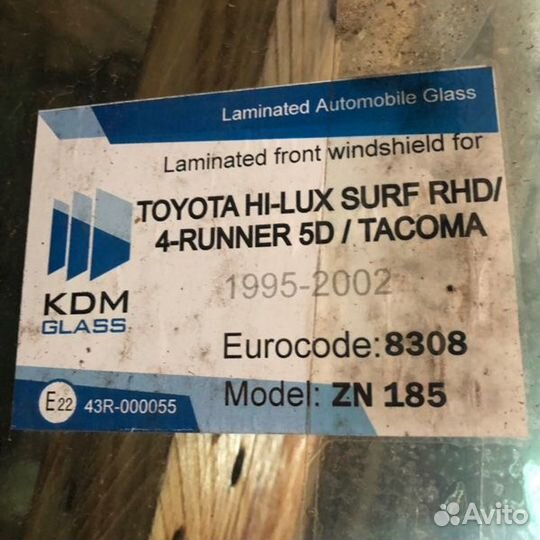 Laminated Automobile Glass
Laminated front windshield for
TOYOTA HI-LUX SURF RHD/
4-RUNNER 5D / TACOMA
1995-2002
KDM
GLASS
Eurocode: 8308
Model: ZN 185
E22 43R-000055
Avito